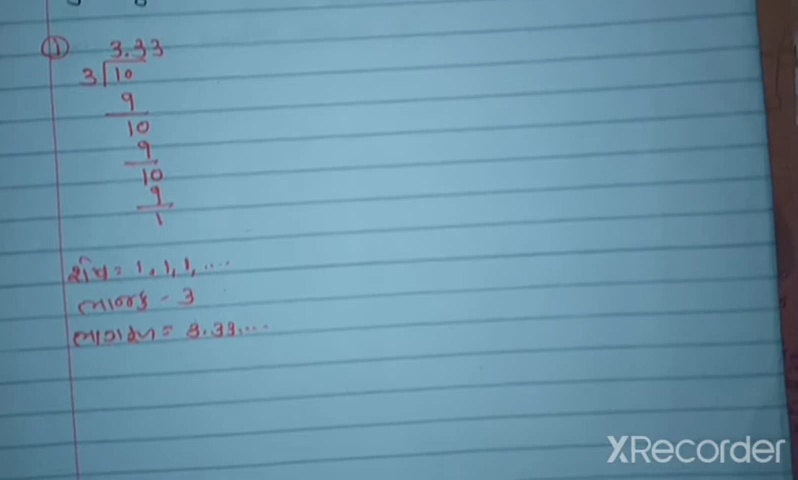 ① 3.33
3 10
9
10
9
10
9
1
શેષ = 1, 1, 1, ....
ભાજક - 3
ભાગફળ = 3.33....
XRecorder